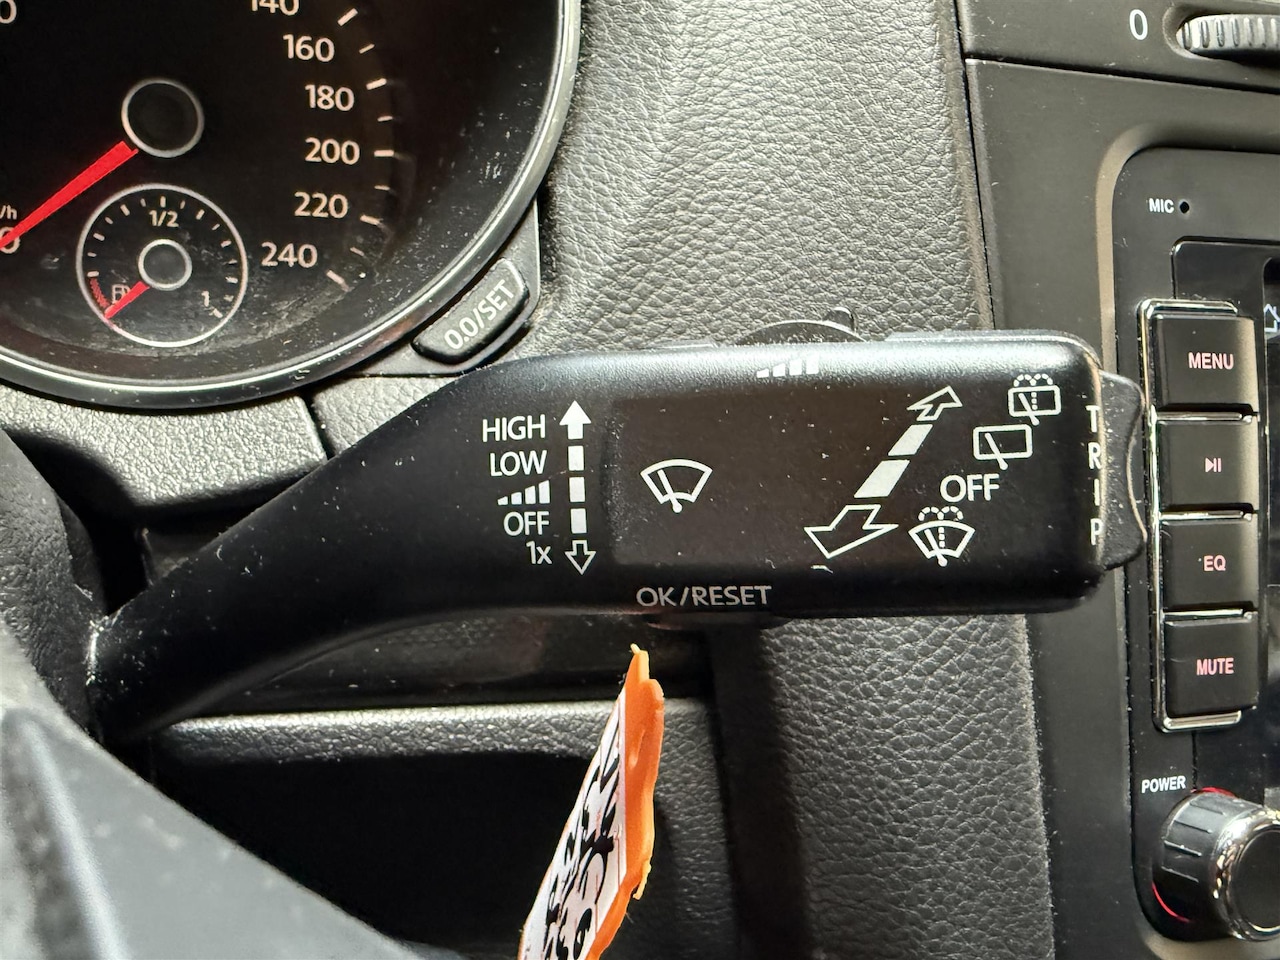 140
160
180
200
220
240
/h
1/2
1
0.0/SET
0
MIC
MENU
EQ
MUTE
POWER
HIGH
LOW
OFF
1x
OFF
TRIP
OK/RESET